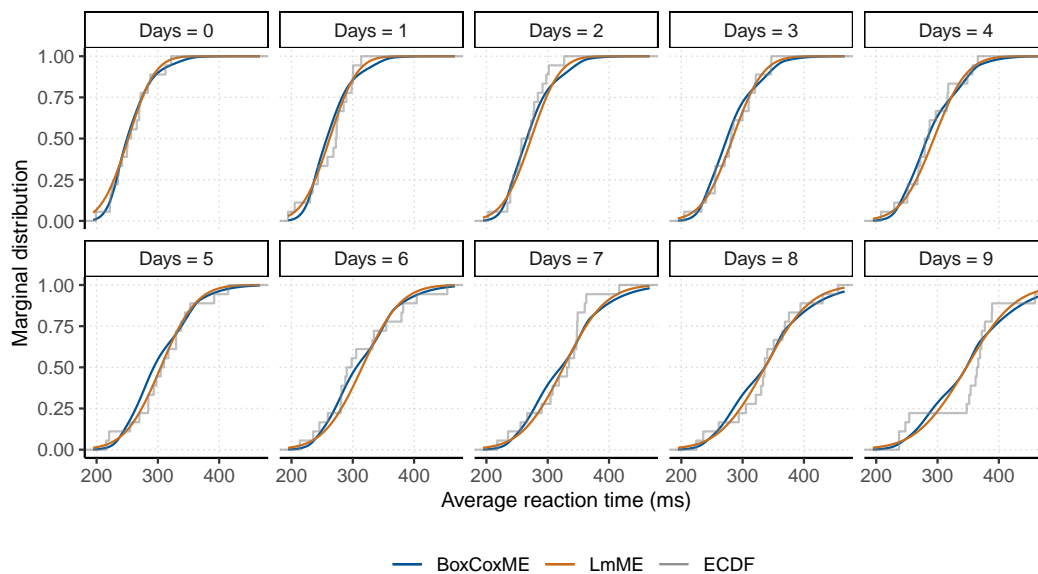 Days = 0 Days = 1 Days = 2 Days = 3 Days = 4
1.00
0.75
0.50
0.25
0.00
Days = 5 Days = 6 Days = 7 Days = 8 Days = 9
1.00
0.75
0.50
0.25
0.00
200 300 400 200 300 400 200 300 400 200 300 400 200 300 400
Marginal distribution
Average reaction time (ms)
BoxCoxME LmME ECDF